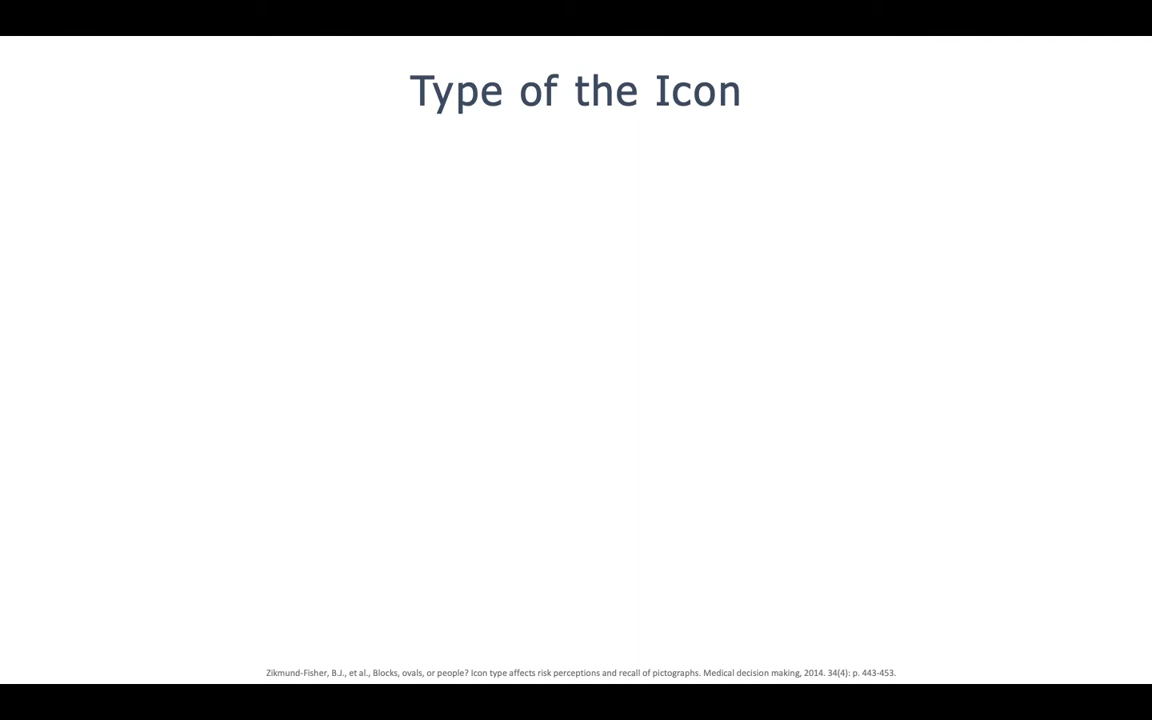 Type of the Icon
Zikmund-Fisher, B.J., et al., Blocks, ovals, or people? Icon type affects risk perceptions and recall of pictographs. Medical decision making, 2014. 34(4): p. 443-453.